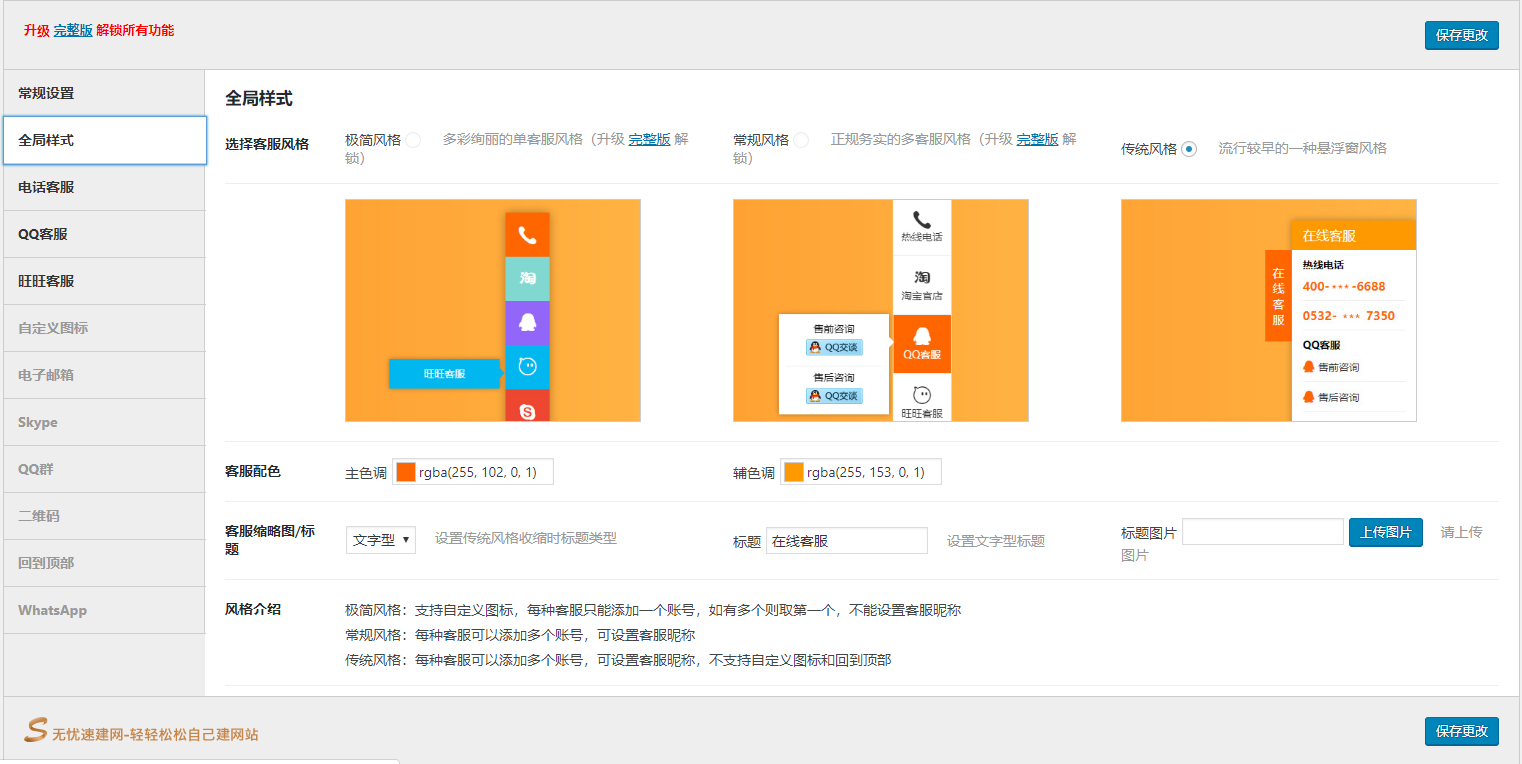 升级 完整版 解锁所有功能
保存更改
常规设置
全局样式
电话客服
QQ客服
旺旺客服
自定义图标
电子邮箱
Skype
QQ群
二维码
回到顶部
WhatsApp
全局样式
选择客服风格
极简风格 多彩绚丽的单客服风格（升级 完整版 解
锁）
常规风格 正规务实的多客服风格（升级 完整版 解
锁）
传统风格 流行较早的一种悬浮窗风格
淘
旺旺客服
热线电话
淘
淘宝官店
售前咨询
QQ交谈
售后咨询
QQ交谈
QQ客服
旺旺客服
在线客服
在线客服
热线电话
400-***-6688
0532- *** 7350
QQ客服
售前咨询
售后咨询
客服配色
主色调 rgba(255, 102, 0, 1)
辅色调 rgba(255, 153, 0, 1)
客服缩略图/标
题
文字型 设置传统风格收缩时标题类型
标题 在线客服 设置文字型标题
标题图片 上传图片 请上传
图片
风格介绍
极简风格：支持自定义图标，每种客服只能添加一个账号，如有多个则取第一个，不能设置客服昵称
常规风格：每种客服可以添加多个账号，可设置客服昵称
传统风格：每种客服可以添加多个账号，可设置客服昵称，不支持自定义图标和回到顶部
S 无忧速建网-轻轻松松自己建网站
保存更改